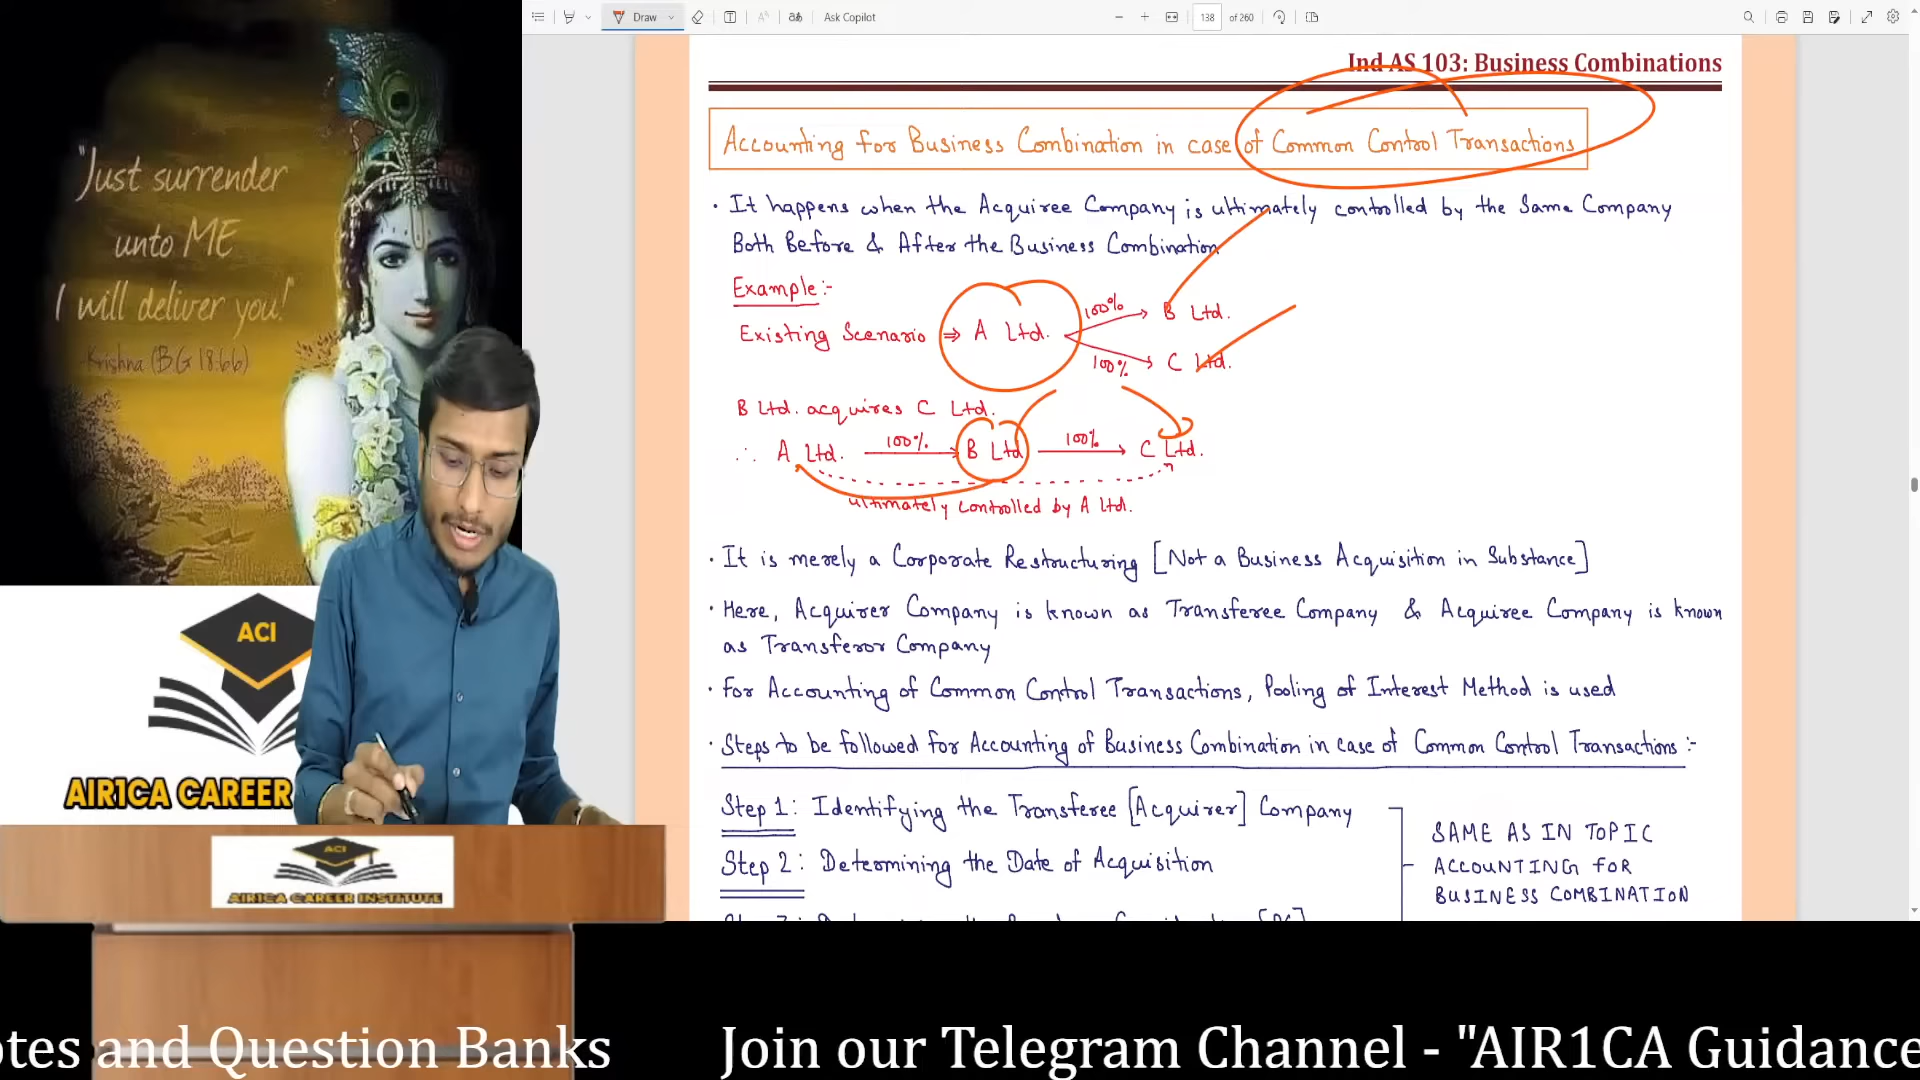 "Just surrender
unto ME
I will deliver you!"
- Krishna (BG 18:66)
ACI
AIR1CA CAREER
ACI
AIR1CA CAREER INSTITUTE
Draw
Ask Copilot
138 of 260
Ind AS 103: Business Combinations
Accounting for Business Combination in case of Common Control Transactions
• It happens when the Acquiree Company is ultimately controlled by the Same Company
Both Before & After the Business Combination
Example:-
Existing Scenario ⇒ A Ltd. 100% → B Ltd.
100% → C Ltd.
B Ltd. acquires C Ltd.
∴ A Ltd. 100% → B Ltd 100% → C Ltd.
ultimately controlled by A Ltd.
• It is merely a Corporate Restructuring [Not a Business Acquisition in Substance]
• Here, Acquirer Company is known as Transferee Company & Acquiree Company is known
as Transferor Company
• For Accounting of Common Control Transactions, Pooling of Interest Method is used
• Steps to be followed for Accounting of Business Combination in case of Common Control Transactions :-
Step 1: Identifying the Transferee [Acquirer] Company
Step 2: Determining the Date of Acquisition
SAME AS IN TOPIC
ACCOUNTING FOR
BUSINESS COMBINATION
otes and Question Banks Join our Telegram Channel - "AIR1CA Guidance